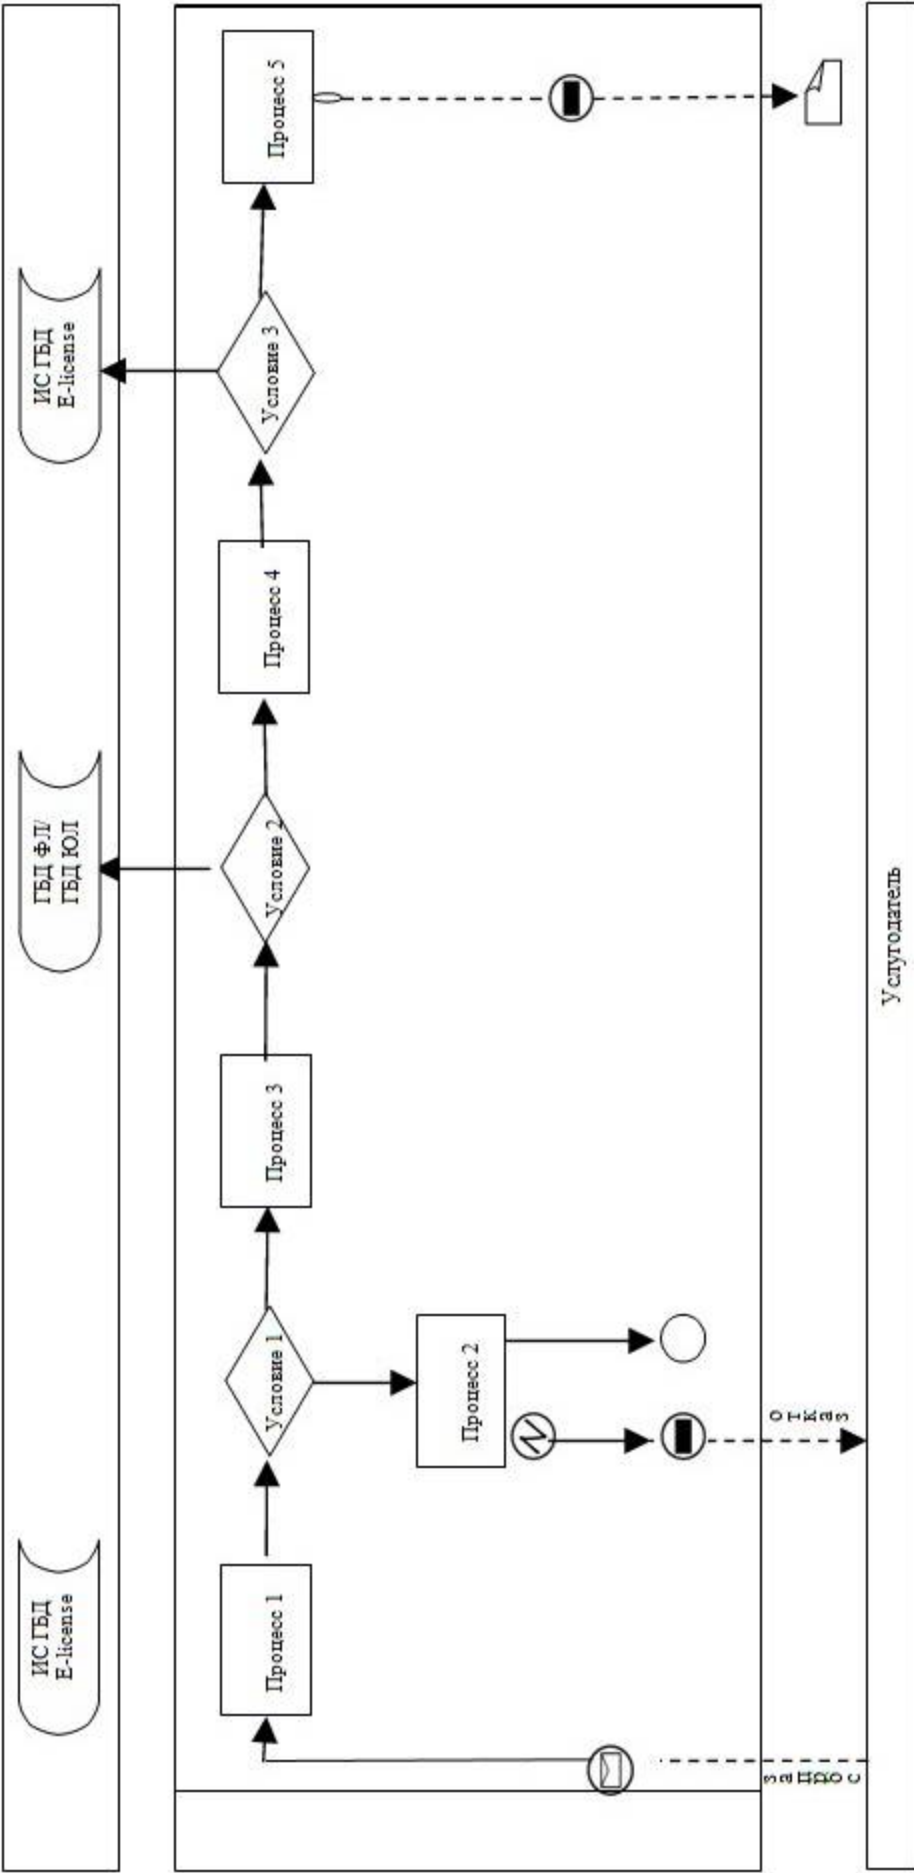 ИС ГБД
E-license
ГБД ФЛ/
ГБД ЮЛ
ИС ГБД
E-license
Процесс 1
Условие 1
Процесс 3
Условие 2
Процесс 4
Условие 3
Процесс 5
Процесс 2
запрос
отказ
Услугодатель